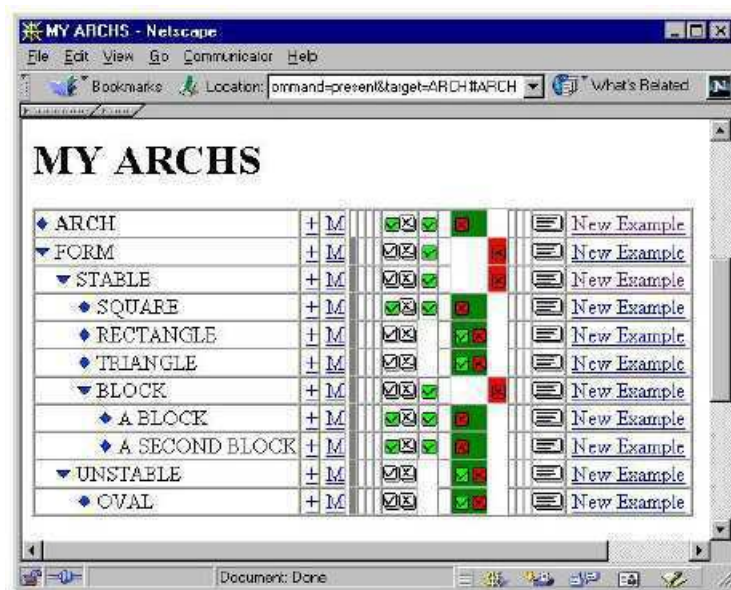 MY ARCHS - Netscape
File Edit View Go Communicator Help
Bookmarks Location: ommand=present&target=ARCH#ARCH What's Related N
MY ARCHS
ARCH + M New Example
FORM + M New Example
STABLE + M New Example
SQUARE + M New Example
RECTANGLE + M New Example
TRIANGLE + M New Example
BLOCK + M New Example
A BLOCK + M New Example
A SECOND BLOCK + M New Example
UNSTABLE + M New Example
OVAL + M New Example
Document: Done